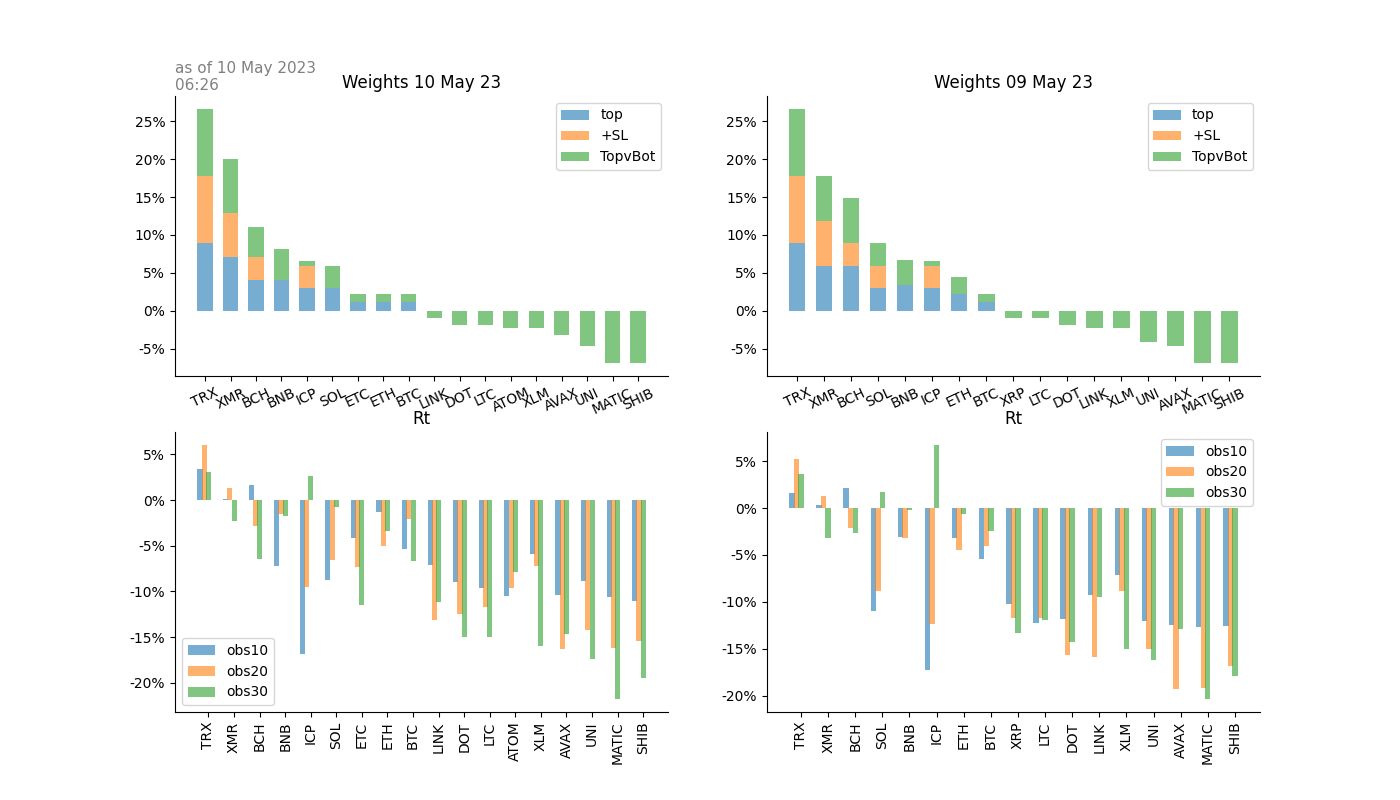 as of 10 May 2023
06:26
Weights 10 May 23
25%
20%
15%
10%
5%
0%
-5%
top
+SL
TopvBot
TRX XMR BCH BNB ICP SOL ETC ETH BTC LINK DOT LTC ATOM XLM AVAX UNI MATIC SHIB
Weights 09 May 23
25%
20%
15%
10%
5%
0%
-5%
top
+SL
TopvBot
TRX XMR BCH SOL BNB ICP ETH BTC XRP LTC DOT LINK XLM UNI AVAX MATIC SHIB
Rt
5%
0%
-5%
-10%
-15%
-20%
obs10
obs20
obs30
TRX XMR BCH BNB ICP SOL ETC ETH BTC LINK DOT LTC ATOM XLM AVAX UNI MATIC SHIB
Rt
5%
0%
-5%
-10%
-15%
-20%
obs10
obs20
obs30
TRX XMR BCH SOL BNB ICP ETH BTC XRP LTC DOT LINK XLM UNI AVAX MATIC SHIB